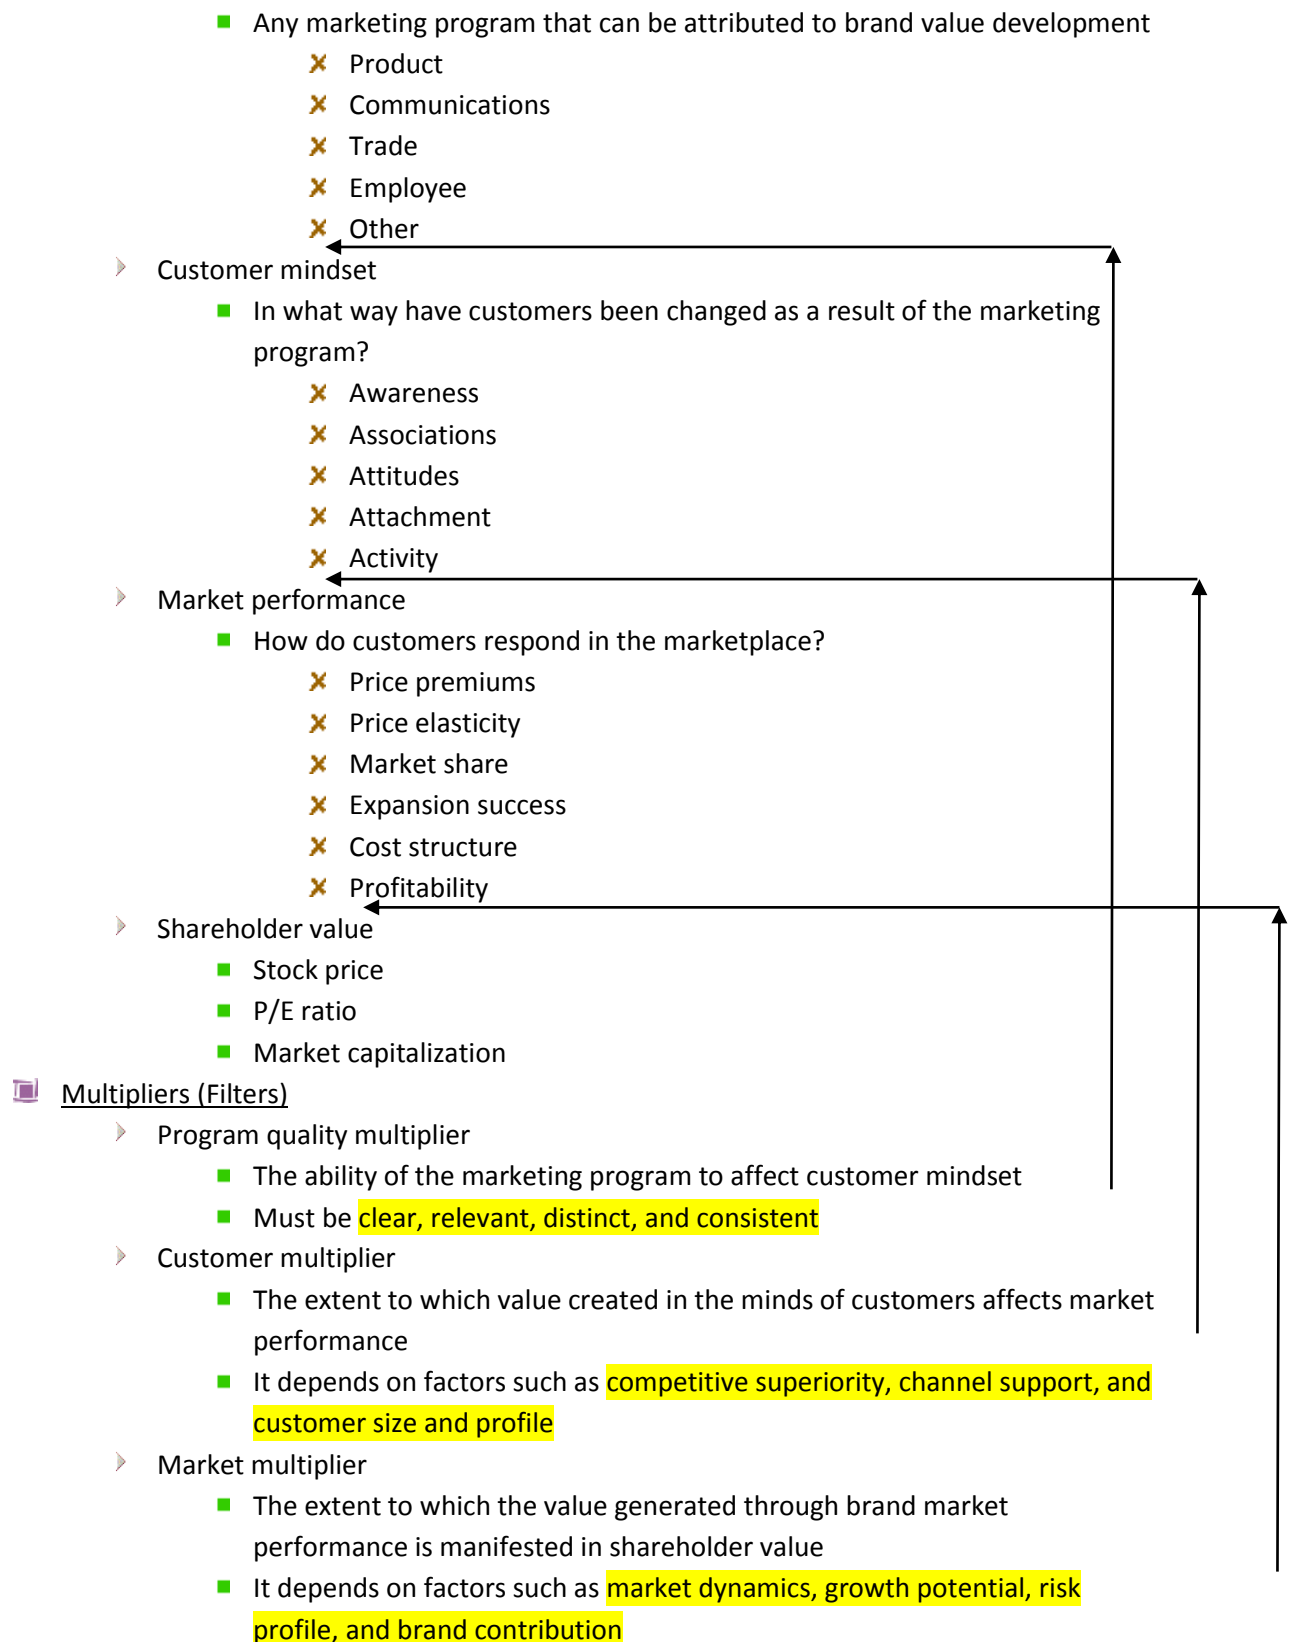 Any marketing program that can be attributed to brand value development
Product
Communications
Trade
Employee
Other
Customer mindset
In what way have customers been changed as a result of the marketing
program?
Awareness
Associations
Attitudes
Attachment
Activity
Market performance
How do customers respond in the marketplace?
Price premiums
Price elasticity
Market share
Expansion success
Cost structure
Profitability
Shareholder value
Stock price
P/E ratio
Market capitalization
Multipliers (Filters)
Program quality multiplier
The ability of the marketing program to affect customer mindset
Must be clear, relevant, distinct, and consistent
Customer multiplier
The extent to which value created in the minds of customers affects market
performance
It depends on factors such as competitive superiority, channel support, and
customer size and profile
Market multiplier
The extent to which the value generated through brand market
performance is manifested in shareholder value
It depends on factors such as market dynamics, growth potential, risk
profile, and brand contribution